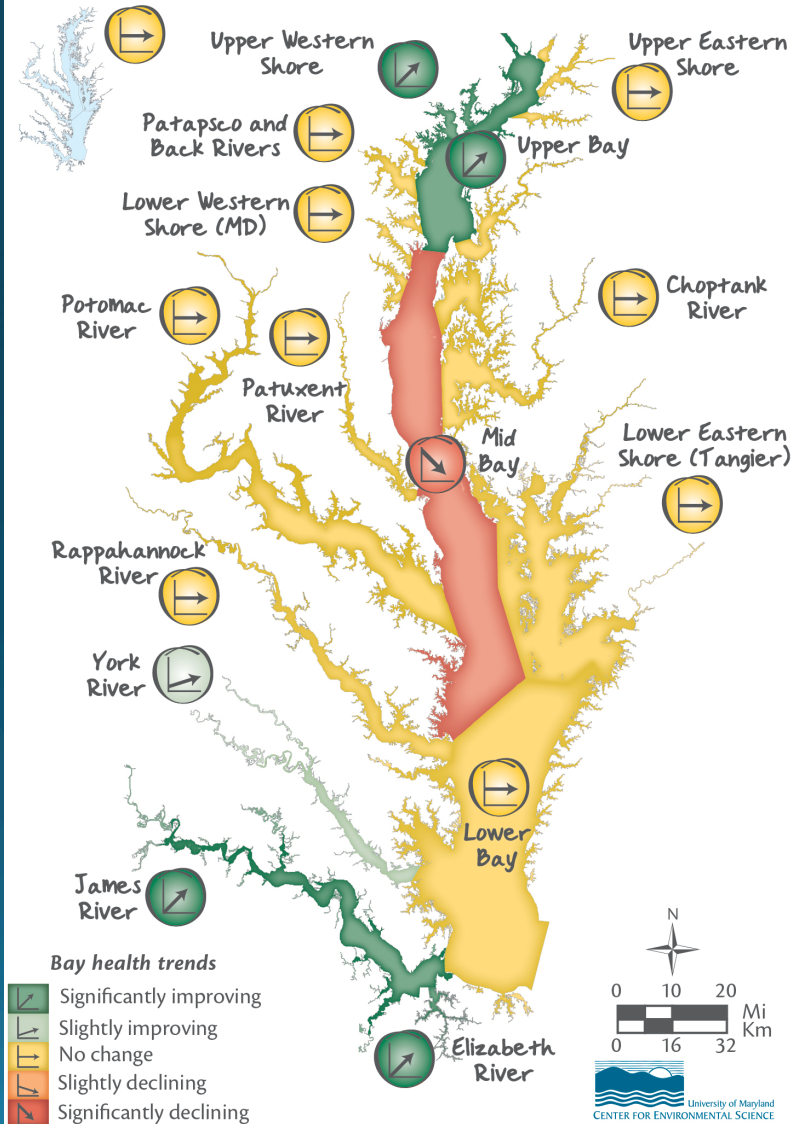 Upper Western
Shore
Upper Eastern
Shore
Patapsco and
Back Rivers
Upper Bay
Lower Western
Shore (MD)
Choptank
River
Potomac
River
Patuxent
River
Mid
Bay
Lower Eastern
Shore (Tangier)
Rappahannock
River
York
River
Lower
Bay
James
River
N
Bay health trends
0 10 20
Mi
Km
0 16 32
Significantly improving
Slightly improving
No change
Slightly declining
Significantly declining
Elizabeth
River
University of Maryland
CENTER FOR ENVIRONMENTAL SCIENCE